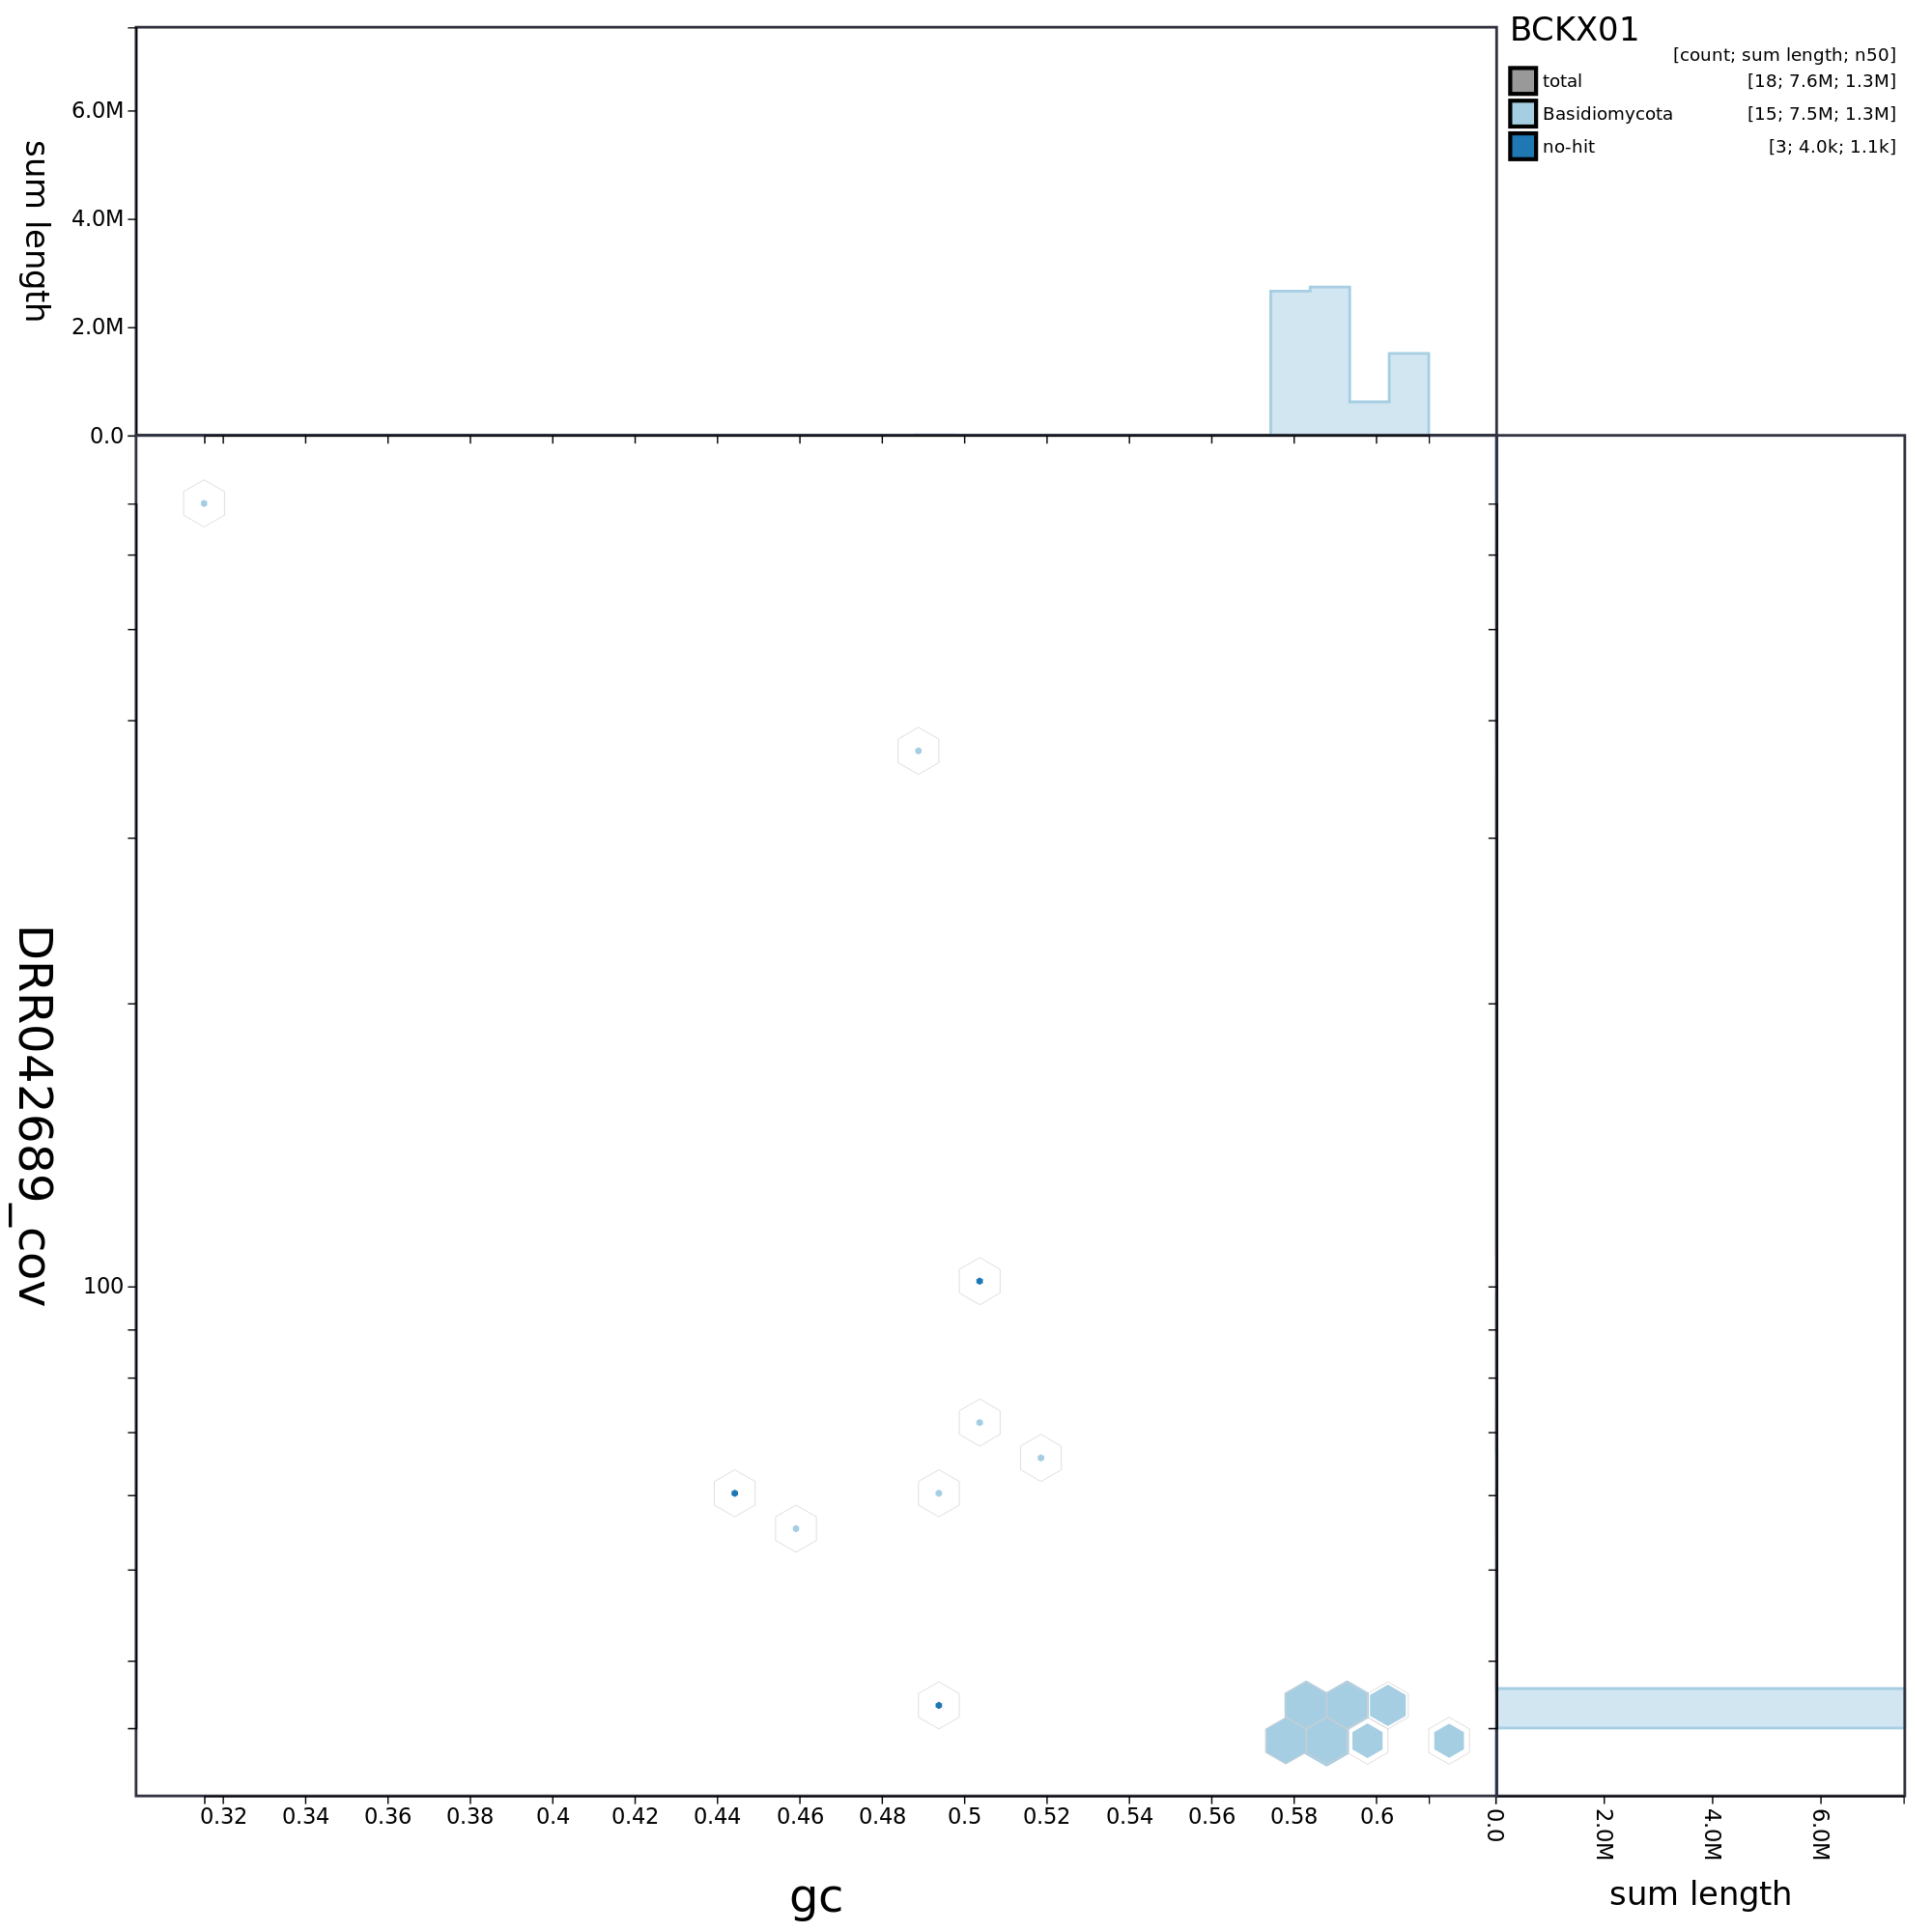 BCKX01
[count; sum length; n50]
total [18; 7.6M; 1.3M]
Basidiomycota [15; 7.5M; 1.3M]
no-hit [3; 4.0k; 1.1k]
sum length
6.0M
4.0M
2.0M
0.0
DRR042689_cov
100
0.32 0.34 0.36 0.38 0.4 0.42 0.44 0.46 0.48 0.5 0.52 0.54 0.56 0.58 0.6
gc
0.0 2.0M 4.0M 6.0M
sum length